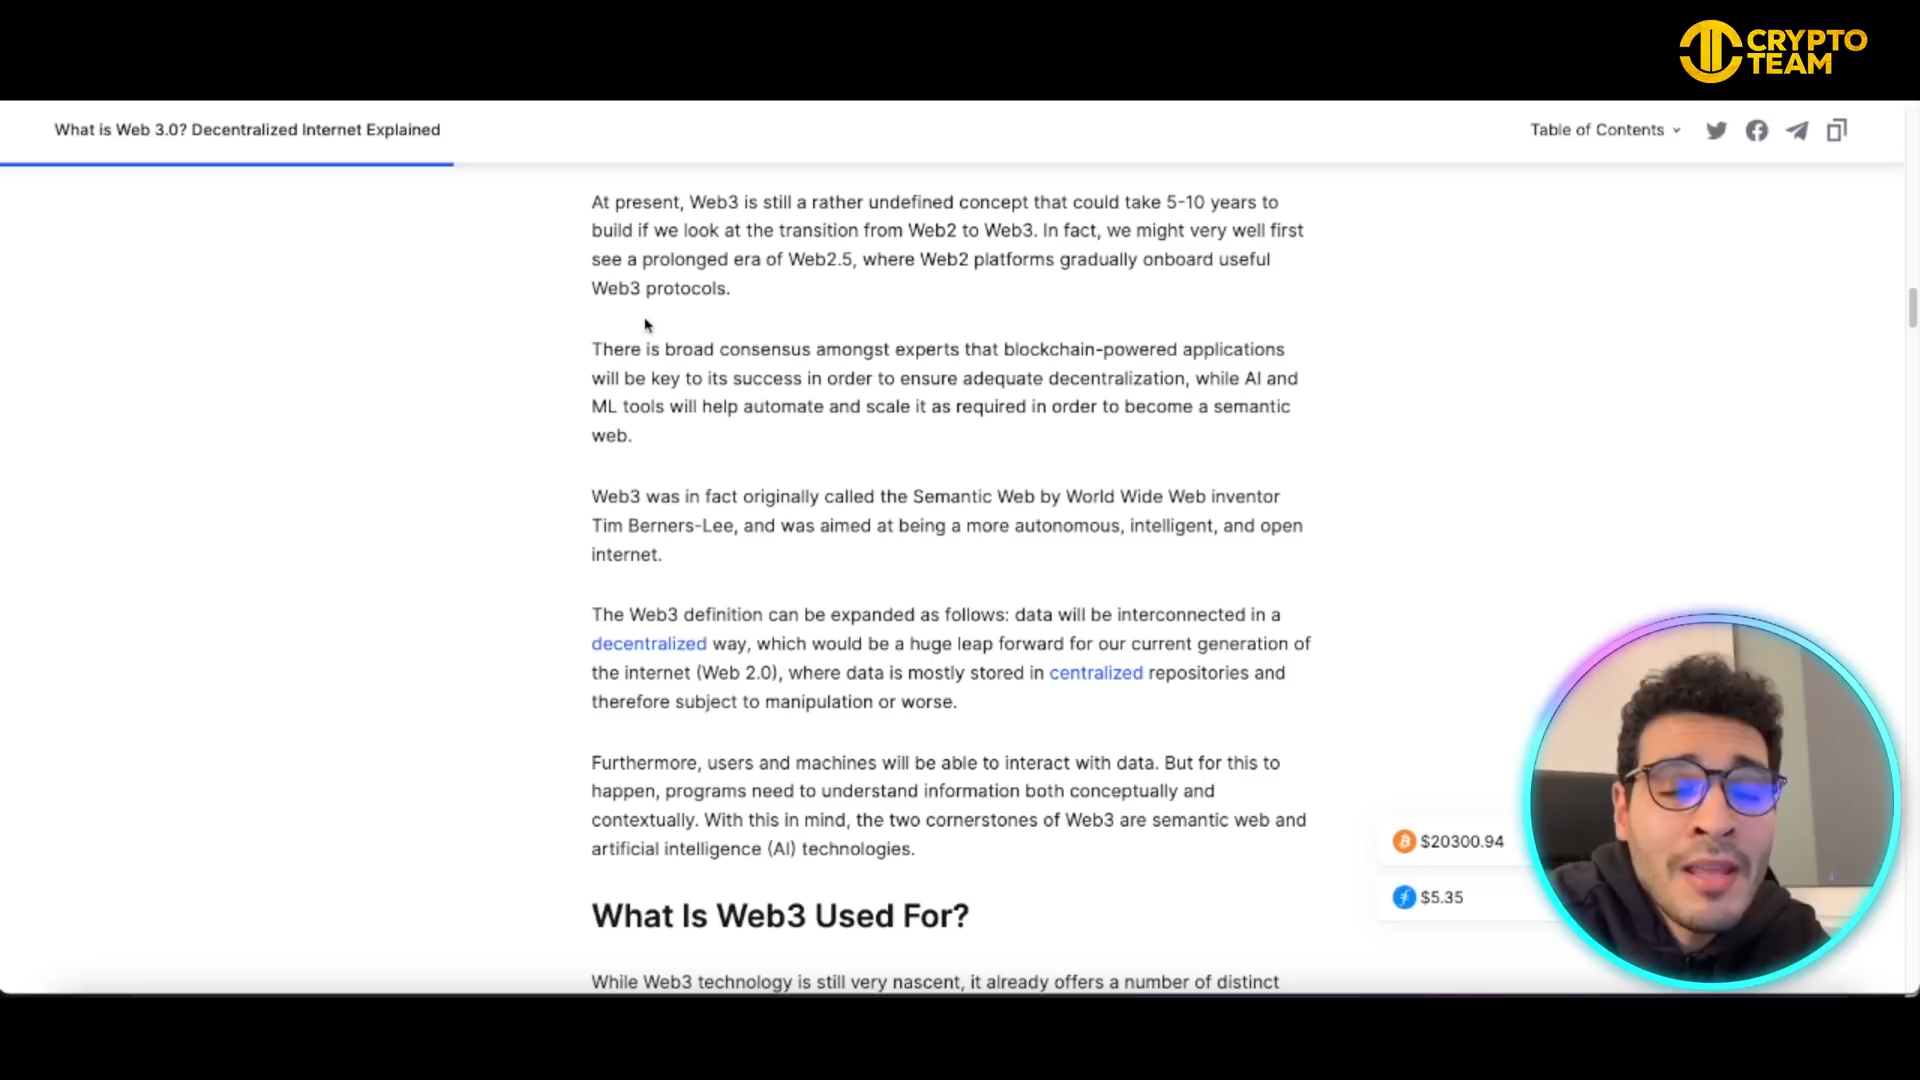 CRYPTO
TEAM
What is Web 3.0? Decentralized Internet Explained
Table of Contents
At present, Web3 is still a rather undefined concept that could take 5-10 years to
build if we look at the transition from Web2 to Web3. In fact, we might very well first
see a prolonged era of Web2.5, where Web2 platforms gradually onboard useful
Web3 protocols.
There is broad consensus amongst experts that blockchain-powered applications
will be key to its success in order to ensure adequate decentralization, while AI and
ML tools will help automate and scale it as required in order to become a semantic
web.
Web3 was in fact originally called the Semantic Web by World Wide Web inventor
Tim Berners-Lee, and was aimed at being a more autonomous, intelligent, and open
internet.
The Web3 definition can be expanded as follows: data will be interconnected in a
decentralized way, which would be a huge leap forward for our current generation of
the internet (Web 2.0), where data is mostly stored in centralized repositories and
therefore subject to manipulation or worse.
Furthermore, users and machines will be able to interact with data. But for this to
happen, programs need to understand information both conceptually and
contextually. With this in mind, the two cornerstones of Web3 are semantic web and
artificial intelligence (AI) technologies.
$20300.94
$5.35
What Is Web3 Used For?
While Web3 technology is still very nascent, it already offers a number of distinct